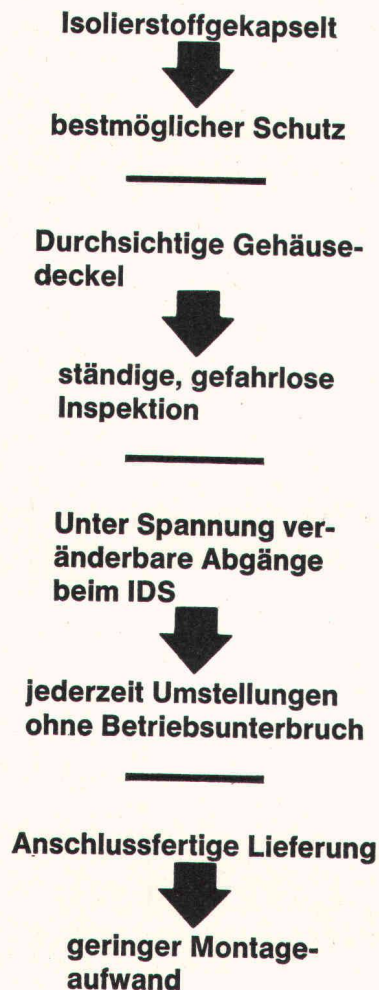 Isolierstoffgekapselt
bestmöglicher Schutz
Durchsichtige Gehäuse-
deckel
ständige, gefahrlose
Inspektion
Unter Spannung ver-
änderbare Abgänge
beim IDS
jederzeit Umstellungen
ohne Betriebsunterbruch
Anschlussfertige Lieferung
geringer Montage-
aufwand